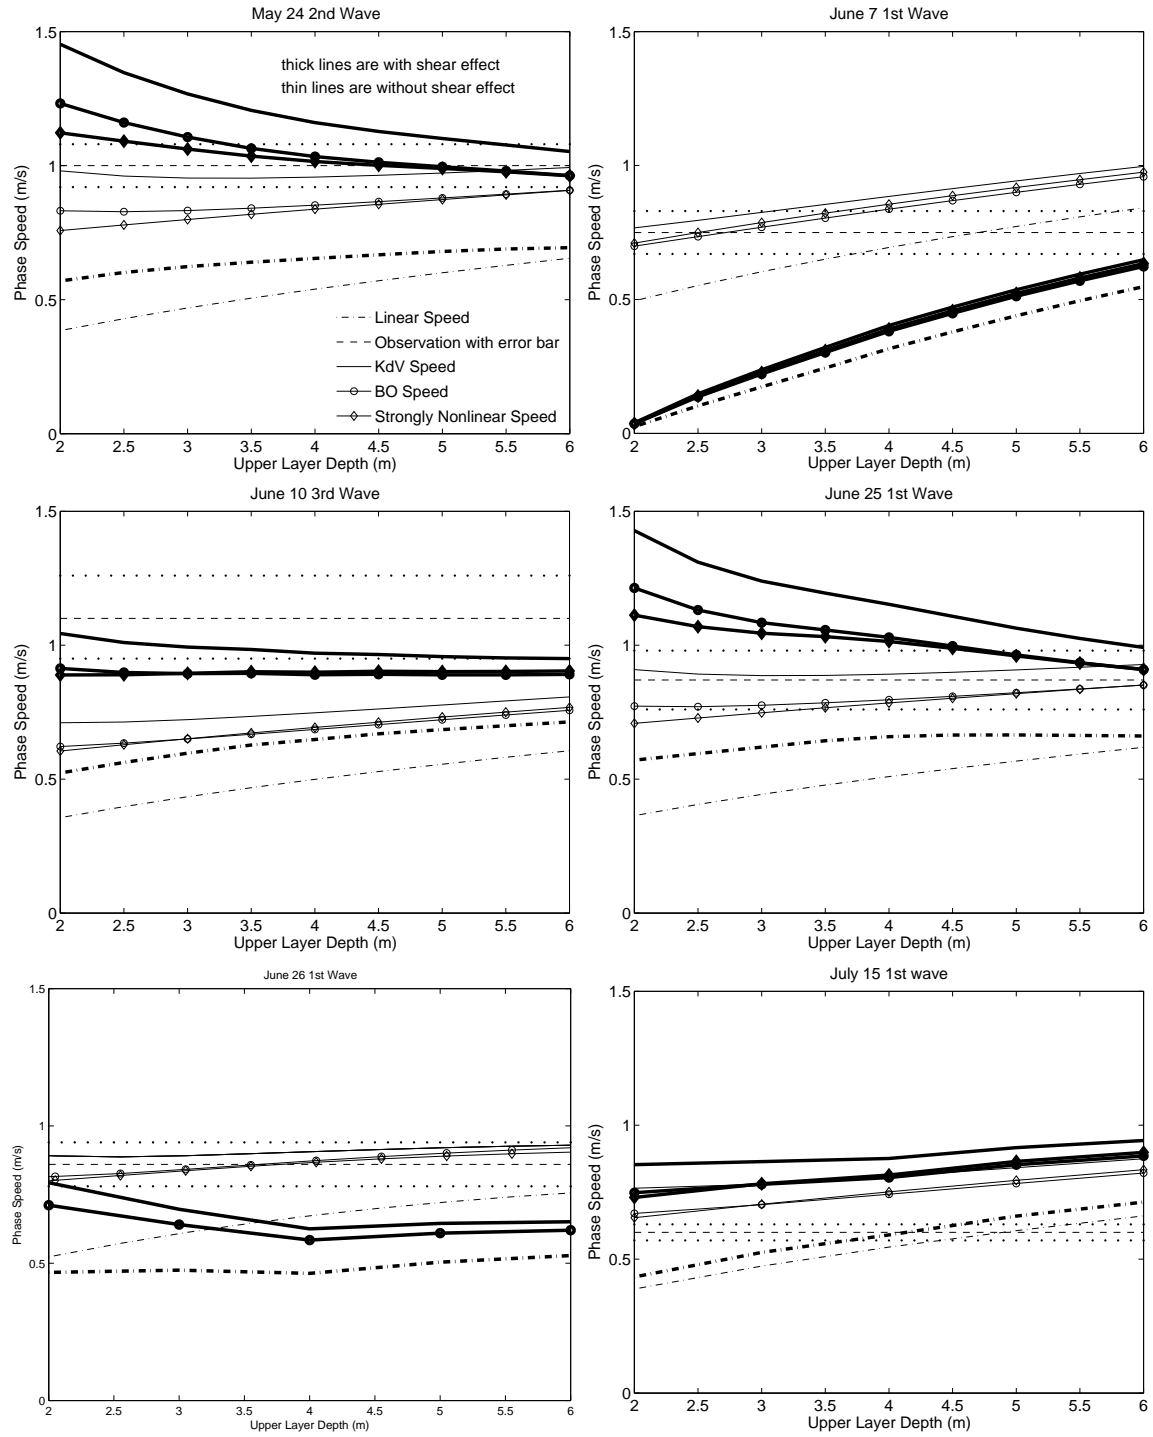 May 24 2nd Wave
1.5
1
0.5
0
Phase Speed (m/s)
thick lines are with shear effect
thin lines are without shear effect
Linear Speed
Observation with error bar
KdV Speed
BO Speed
Strongly Nonlinear Speed
2 2.5 3 3.5 4 4.5 5 5.5 6
Upper Layer Depth (m)
June 7 1st Wave
1.5
1
0.5
0
Phase Speed (m/s)
2 2.5 3 3.5 4 4.5 5 5.5 6
Upper Layer Depth (m)
June 10 3rd Wave
1.5
1
0.5
0
Phase Speed (m/s)
2 2.5 3 3.5 4 4.5 5 5.5 6
Upper Layer Depth (m)
June 25 1st Wave
1.5
1
0.5
0
Phase Speed (m/s)
2 2.5 3 3.5 4 4.5 5 5.5 6
Upper Layer Depth (m)
June 26 1st Wave
1.5
1
0.5
0
Phase Speed (m/s)
2 2.5 3 3.5 4 4.5 5 5.5 6
Upper Layer Depth (m)
July 15 1st wave
1.5
1
0.5
0
Phase Speed (m/s)
2 2.5 3 3.5 4 4.5 5 5.5 6
Upper Layer Depth (m)